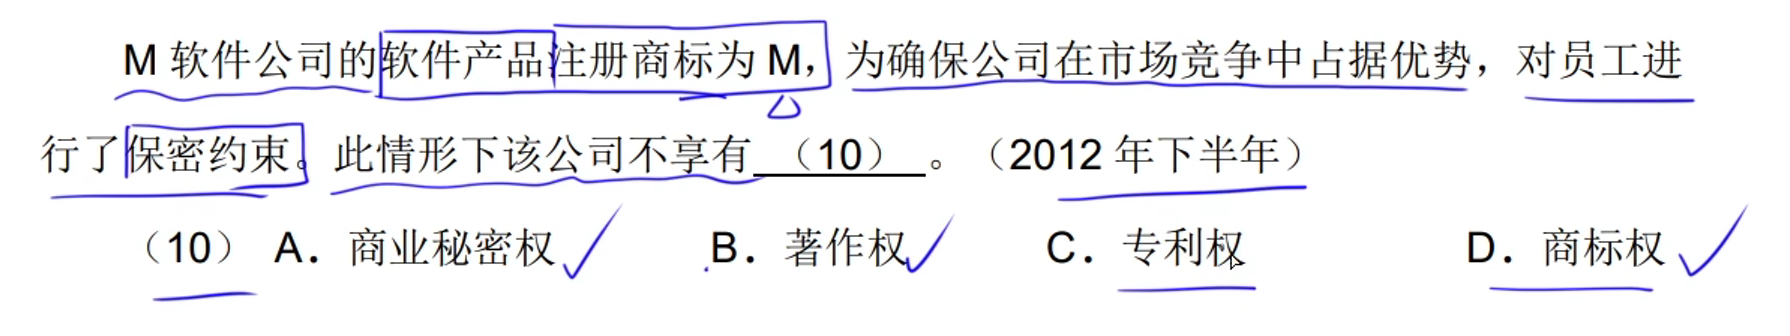 M 软件公司的软件产品注册商标为 M，为确保公司在市场竞争中占据优势，对员工进
行了保密约束。此情形下该公司不享有（10）。（2012 年下半年）
（10） A．商业秘密权 B．著作权 C．专利权 D．商标权